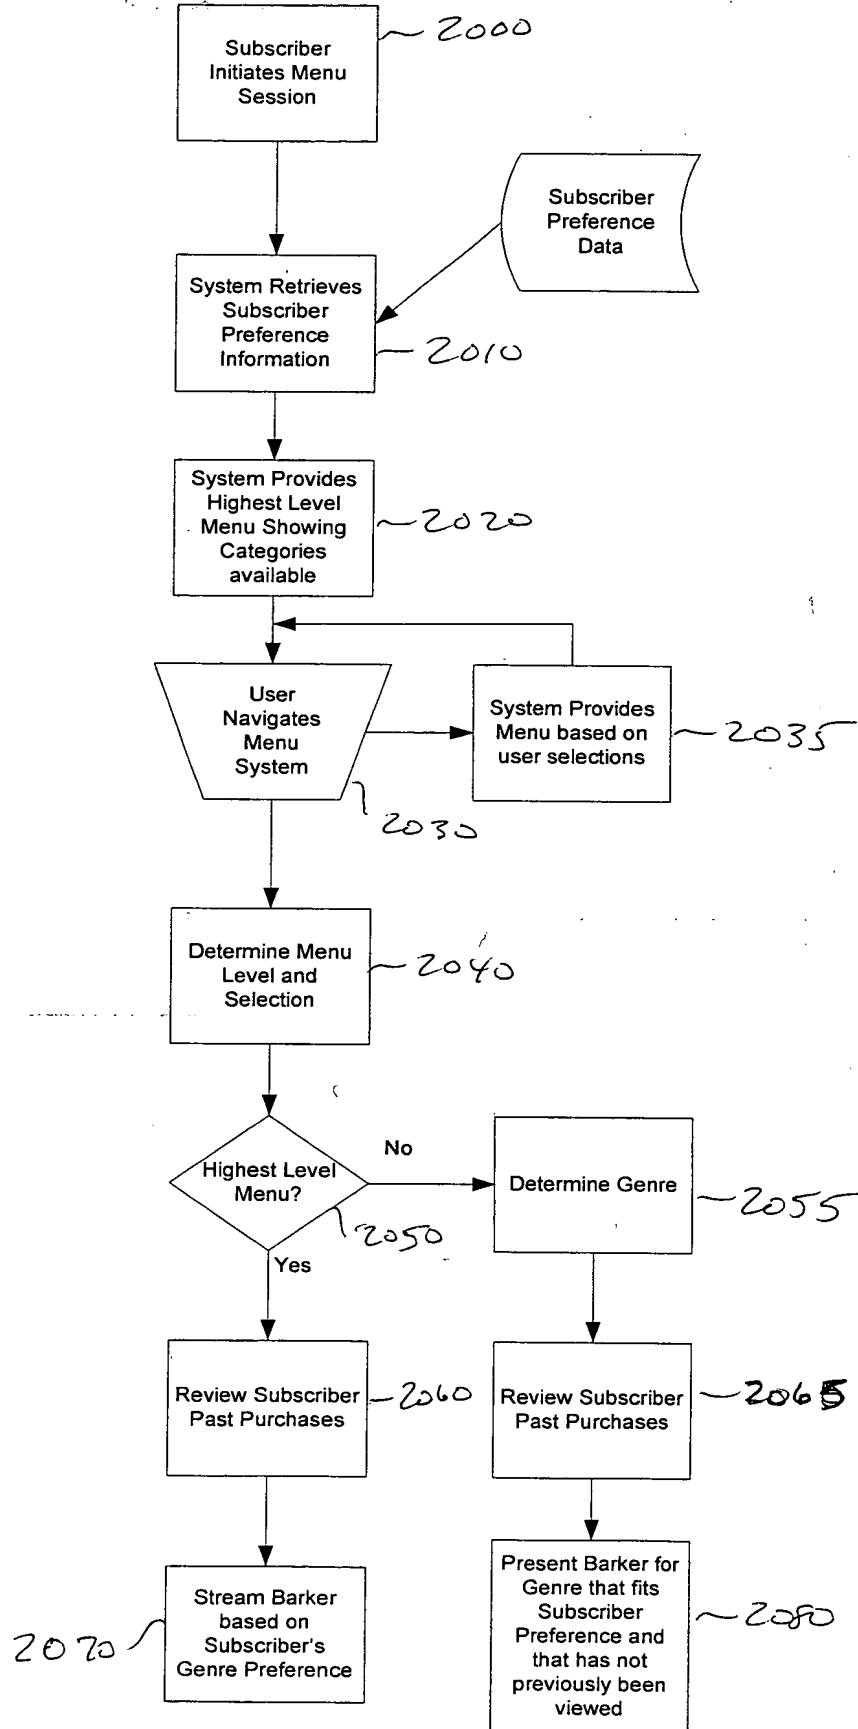 Subscriber
Initiates Menu
Session
2000
Subscriber
Preference
Data
System Retrieves
Subscriber
Preference
Information
2010
System Provides
Highest Level
Menu Showing
Categories
available
2020
User
Navigates
Menu
System
2030
System Provides
Menu based on
user selections
2035
Determine Menu
Level and
Selection
2040
Highest Level
Menu?
2050
No
Yes
Determine Genre
2055
Review Subscriber
Past Purchases
2060
Review Subscriber
Past Purchases
2065
Stream Barker
based on
Subscriber's
Genre Preference
2070
Present Barker for
Genre that fits
Subscriber
Preference and
that has not
previously been
viewed
2080